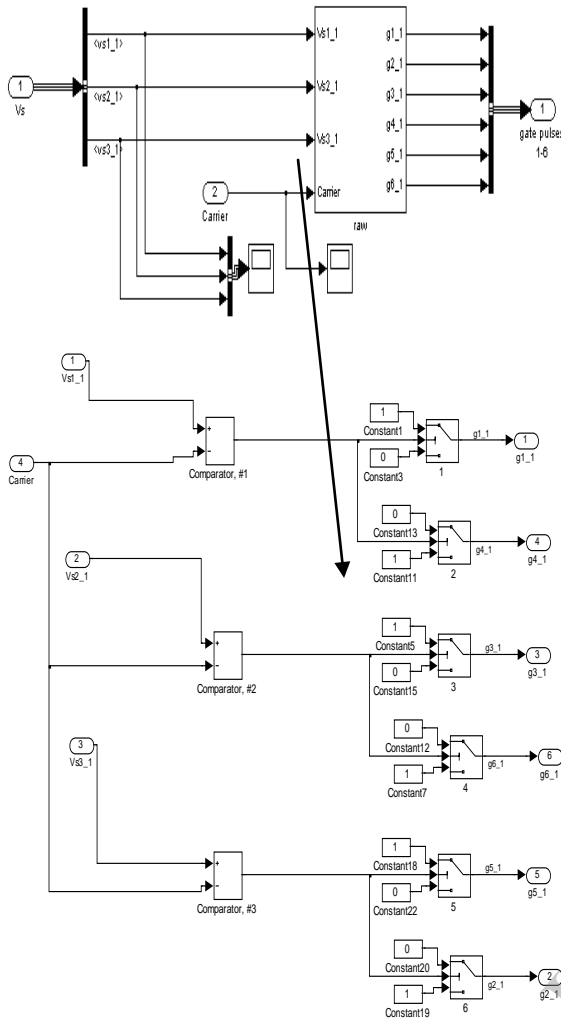 1
Vs
<vs1_1>
<vs2_1>
<vs3_1>
Vs1_1
Vs2_1
Vs3_1
Carrier
g1_1
g2_1
g3_1
g4_1
g5_1
g6_1
raw
1
gate pulses
1-6
2
Carrier
1
Vs1_1
4
Carrier
+
−
Comparator, #1
1
Constant1
0
Constant3
1
g1_1
1
g1_1
0
Constant13
1
Constant11
2
g4_1
4
g4_1
2
Vs2_1
+
−
Comparator, #2
1
Constant5
0
Constant15
3
g3_1
3
g3_1
0
Constant12
1
Constant7
4
g6_1
6
g6_1
3
Vs3_1
+
−
Comparator, #3
1
Constant18
0
Constant22
5
g5_1
5
g5_1
0
Constant20
1
Constant19
6
g2_1
2
g2_1